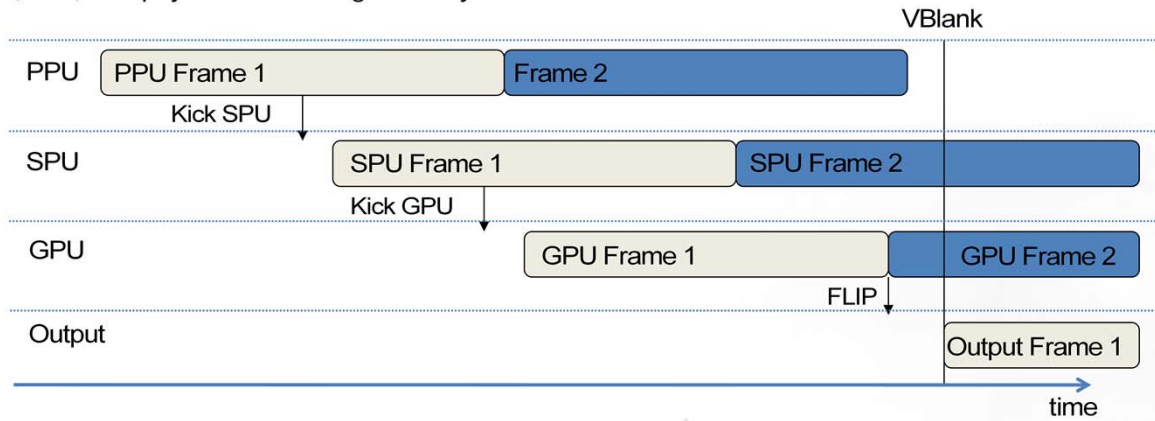 VBlank
PPU
PPU Frame 1
Frame 2
Kick SPU
SPU
SPU Frame 1
SPU Frame 2
Kick GPU
GPU
GPU Frame 1
GPU Frame 2
FLIP
Output
Output Frame 1
time